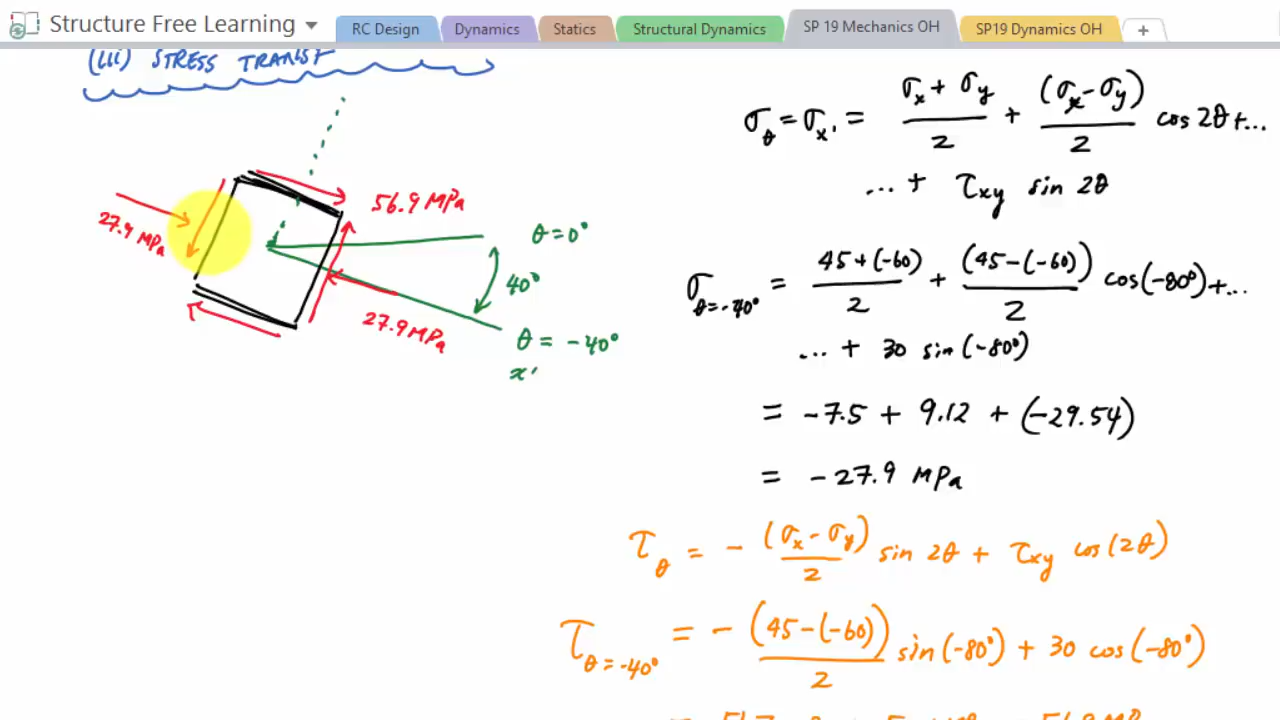 Structure Free Learning
RC Design
Dynamics
Statics
Structural Dynamics
SP 19 Mechanics OH
SP19 Dynamics OH
+
(iii) STRESS TRANSF
27.9 MPa
56.9 MPa
θ = 0°
40°
27.9 MPa
θ = -40°
x'
σθ = σx' = (σx + σy)/2 + (σx - σy)/2 cos 2θ + ...
... + τxy sin 2θ
σθ=-40° = (45+(-60))/2 + (45-(-60))/2 cos(-80°) + ...
... + 30 sin(-80°)
= -7.5 + 9.12 + (-29.54)
= -27.9 MPa
τθ = - (σx - σy)/2 sin 2θ + τxy cos(2θ)
τθ=-40° = - (45-(-60))/2 sin(-80°) + 30 cos(-80°)